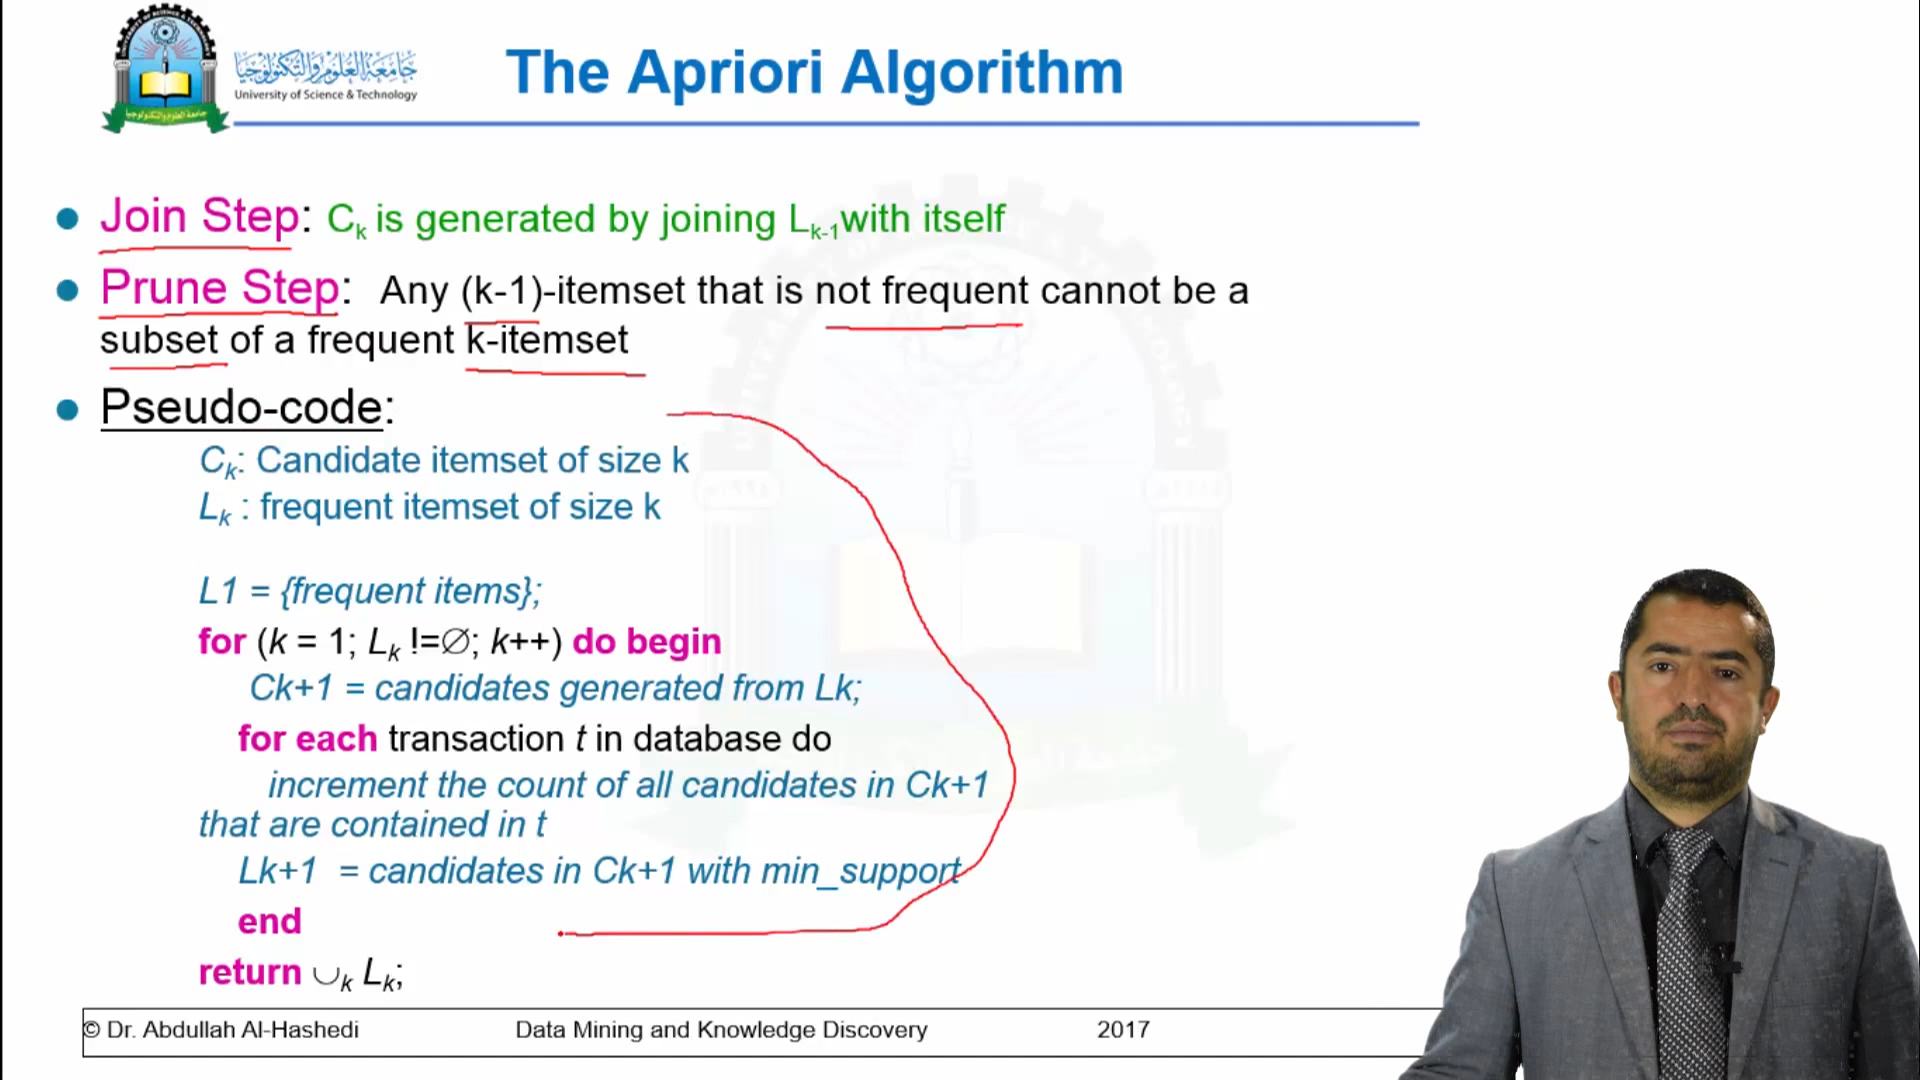 جامعة العلوم والتكنولوجيا
University of Science & Technology
The Apriori Algorithm
Join Step: Ck is generated by joining Lk-1 with itself
Prune Step: Any (k-1)-itemset that is not frequent cannot be a
subset of a frequent k-itemset
Pseudo-code:
Ck: Candidate itemset of size k
Lk : frequent itemset of size k
L1 = {frequent items};
for (k = 1; Lk !=∅; k++) do begin
Ck+1 = candidates generated from Lk;
for each transaction t in database do
increment the count of all candidates in Ck+1
that are contained in t
Lk+1 = candidates in Ck+1 with min_support
end
return ∪k Lk;
© Dr. Abdullah Al-Hashedi Data Mining and Knowledge Discovery 2017